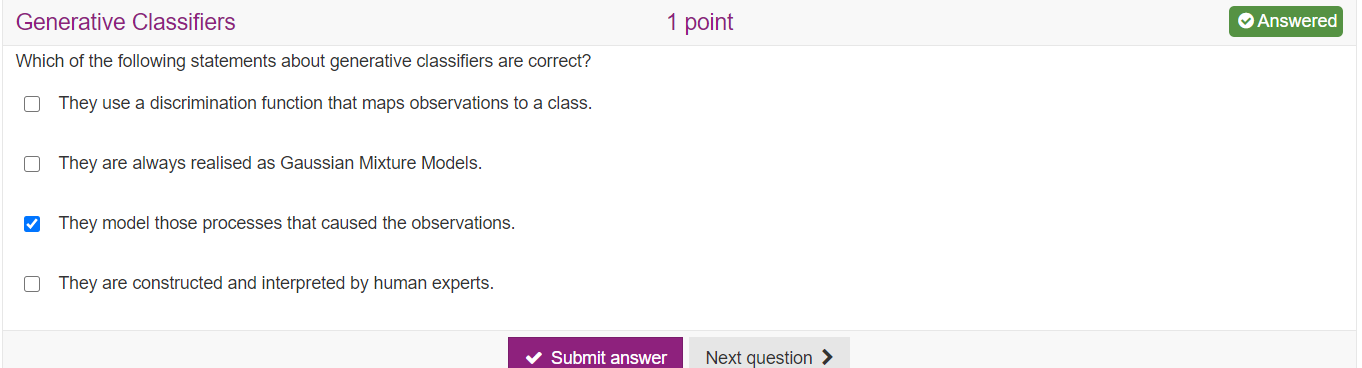 Generative Classifiers
1 point
Answered
Which of the following statements about generative classifiers are correct?
They use a discrimination function that maps observations to a class.
They are always realised as Gaussian Mixture Models.
They model those processes that caused the observations.
They are constructed and interpreted by human experts.
Submit answer
Next question